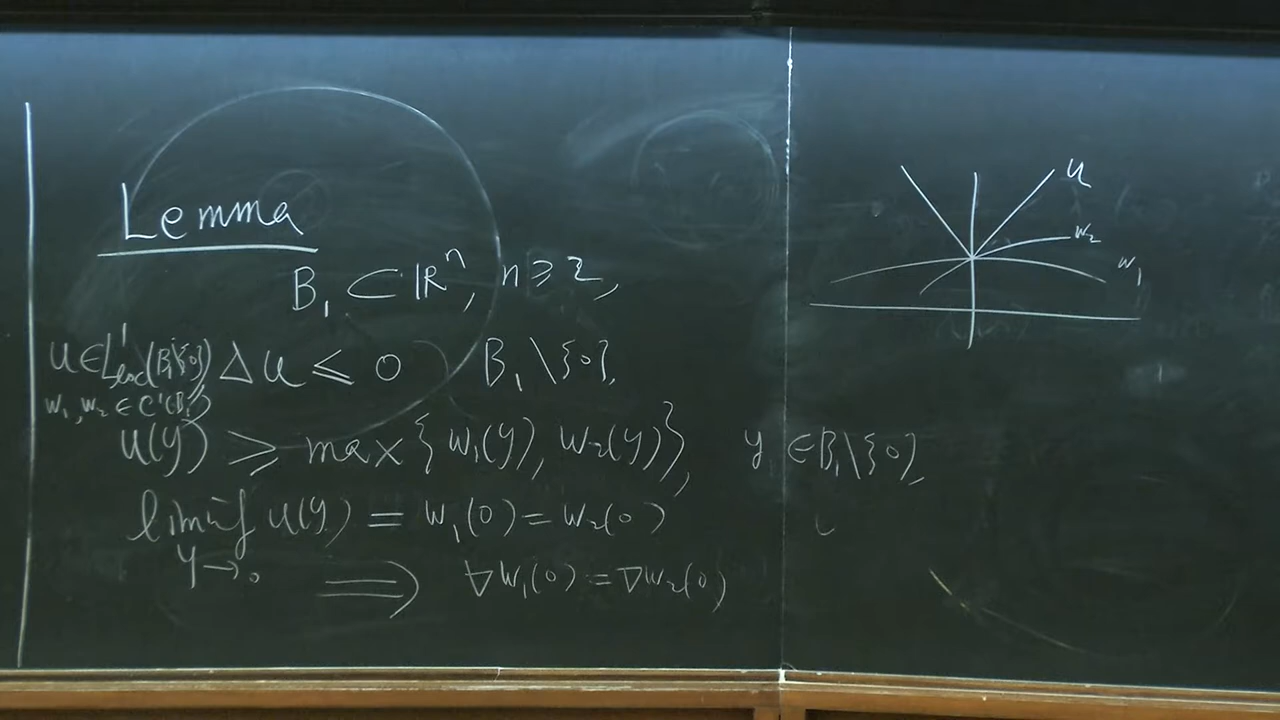 Lemma
B₁ ⊂ ℝⁿ, n ⩾ 2,
u ∈ L¹_loc(B₁\{0}) Δu ⩽ 0 B₁\{0},
w₁, w₂ ∈ C¹(B₁)
u(y) ⩾ max{w₁(y), w₂(y)}, y ∈ B₁\{0},
liminf u(y) = w₁(0) = w₂(0)
y→0
⟹ ∇w₁(0) = ∇w₂(0)
u
w₂
w₁